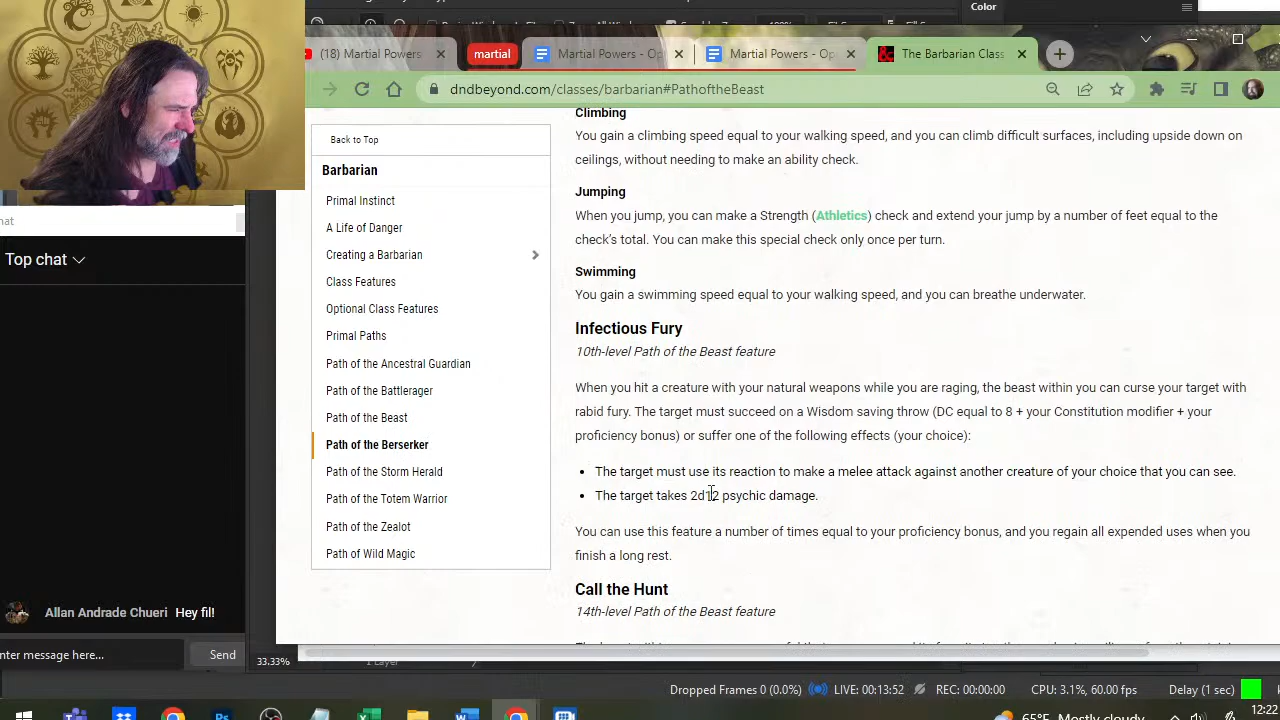 Color
(18) Martial Powers
martial
Martial Powers - Op
Martial Powers - Op
The Barbarian Class
dndbeyond.com/classes/barbarian#PathoftheBeast
Back to Top
Barbarian
Primal Instinct
A Life of Danger
Creating a Barbarian
Class Features
Optional Class Features
Primal Paths
Path of the Ancestral Guardian
Path of the Battlerager
Path of the Beast
Path of the Berserker
Path of the Storm Herald
Path of the Totem Warrior
Path of the Zealot
Path of Wild Magic
Climbing
You gain a climbing speed equal to your walking speed, and you can climb difficult surfaces, including upside down on
ceilings, without needing to make an ability check.
Jumping
When you jump, you can make a Strength (Athletics) check and extend your jump by a number of feet equal to the
check's total. You can make this special check only once per turn.
Swimming
You gain a swimming speed equal to your walking speed, and you can breathe underwater.
Infectious Fury
10th-level Path of the Beast feature
When you hit a creature with your natural weapons while you are raging, the beast within you can curse your target with
rabid fury. The target must succeed on a Wisdom saving throw (DC equal to 8 + your Constitution modifier + your
proficiency bonus) or suffer one of the following effects (your choice):
• The target must use its reaction to make a melee attack against another creature of your choice that you can see.
• The target takes 2d12 psychic damage.
You can use this feature a number of times equal to your proficiency bonus, and you regain all expended uses when you
finish a long rest.
Call the Hunt
14th-level Path of the Beast feature
hat
Top chat
Allan Andrade Chueri Hey fil!
nter message here...
Send
33.33%
1 Layer
Dropped Frames 0 (0.0%)
LIVE: 00:13:52
REC: 00:00:00
CPU: 3.1%, 60.00 fps
Delay (1 sec)
65°F Mostly cloudy
12:22